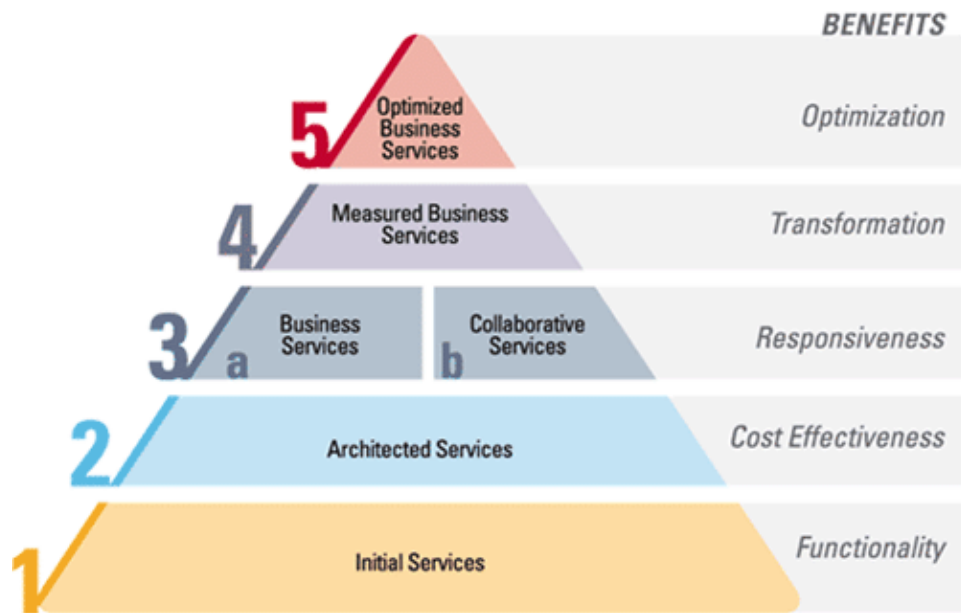 BENEFITS
5
Optimized
Business
Services
Optimization
4
Measured Business
Services
Transformation
3
a
Business
Services
b
Collaborative
Services
Responsiveness
2
Architected Services
Cost Effectiveness
1
Initial Services
Functionality